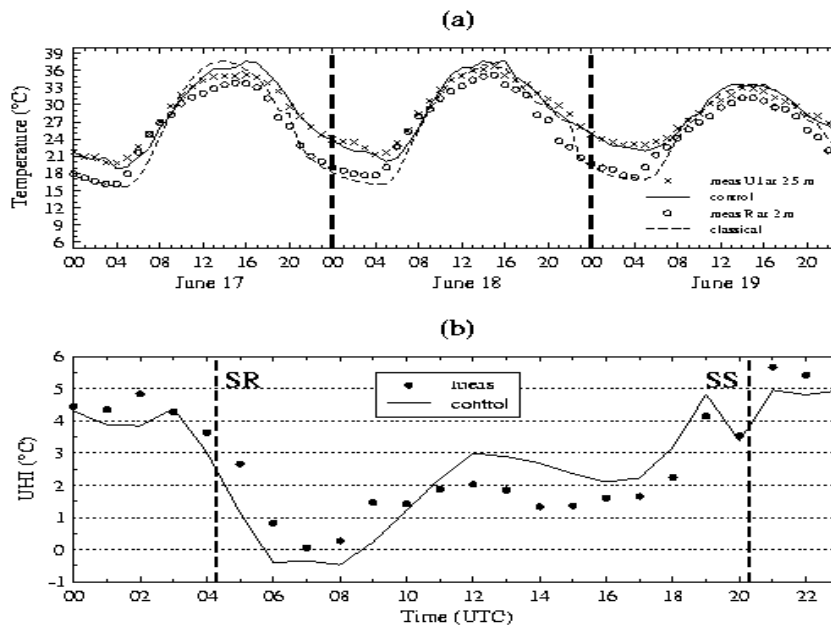 (a)
Temperature (°C)
39
36
33
30
27
24
21
18
15
12
9
6
× meas U1 ar 25 m
control
meas R ar 2 m
classical
00 04 08 12 16 20 00 04 08 12 16 20 00 04 08 12 16 20
June 17 June 18 June 19
(b)
UHI (°C)
6
5
4
3
2
1
0
-1
SR
meas
control
SS
00 02 04 06 08 10 12 14 16 18 20 22
Time (UTC)